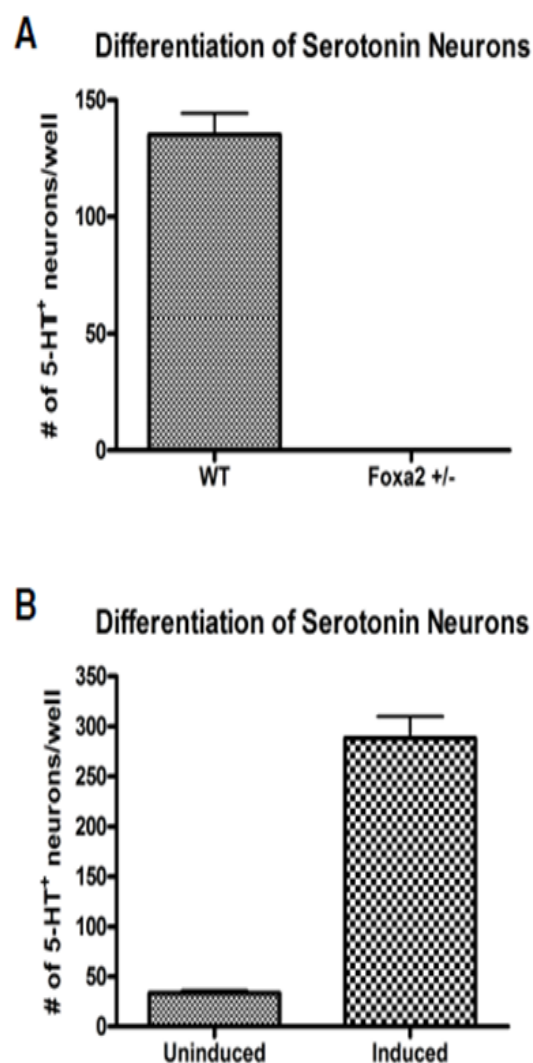 A
Differentiation of Serotonin Neurons
# of 5-HT⁺ neurons/well
150
100
50
0
WT Foxa2 +/-
B
Differentiation of Serotonin Neurons
# of 5-HT⁺ neurons/well
350
300
250
200
150
100
50
0
Uninduced Induced